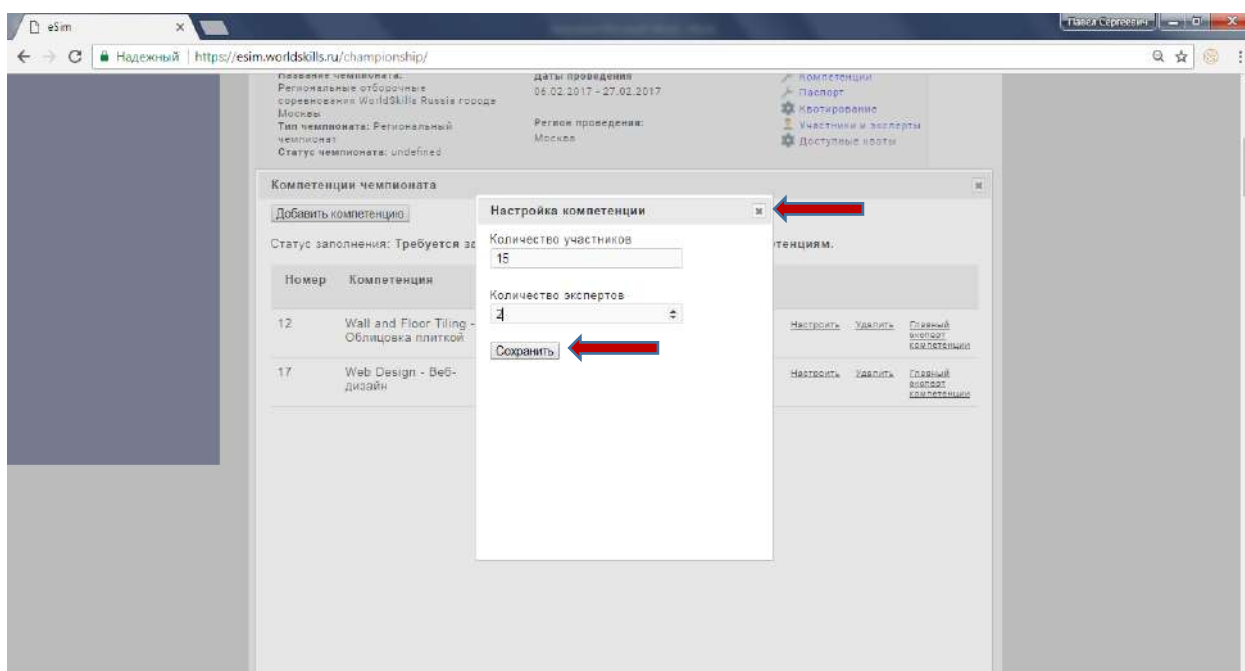 eSim
Павел Сергеевич
Надежный https://esim.worldskills.ru/championship/
Название чемпионата:
Региональные отборочные
соревнования WorldSkills Russia города
Москвы
Тип чемпионата: Региональный
чемпионат
Статус чемпионата: undefined
Даты проведения
06.02.2017 - 27.02.2017
Регион проведения:
Москва
Компетенции
Паспорт
Квотирование
Участники и эксперты
Доступные квоты
Компетенции чемпионата
Добавить компетенцию
Статус заполнения: Требуется за
тенциям.
Номер Компетенция
12 Wall and Floor Tiling -
Облицовка плиткой
Настроить Удалить Главный
эксперт
компетенции
17 Web Design - Веб-
дизайн
Настроить Удалить Главный
эксперт
компетенции
Настройка компетенции
Количество участников
15
Количество экспертов
2
Сохранить